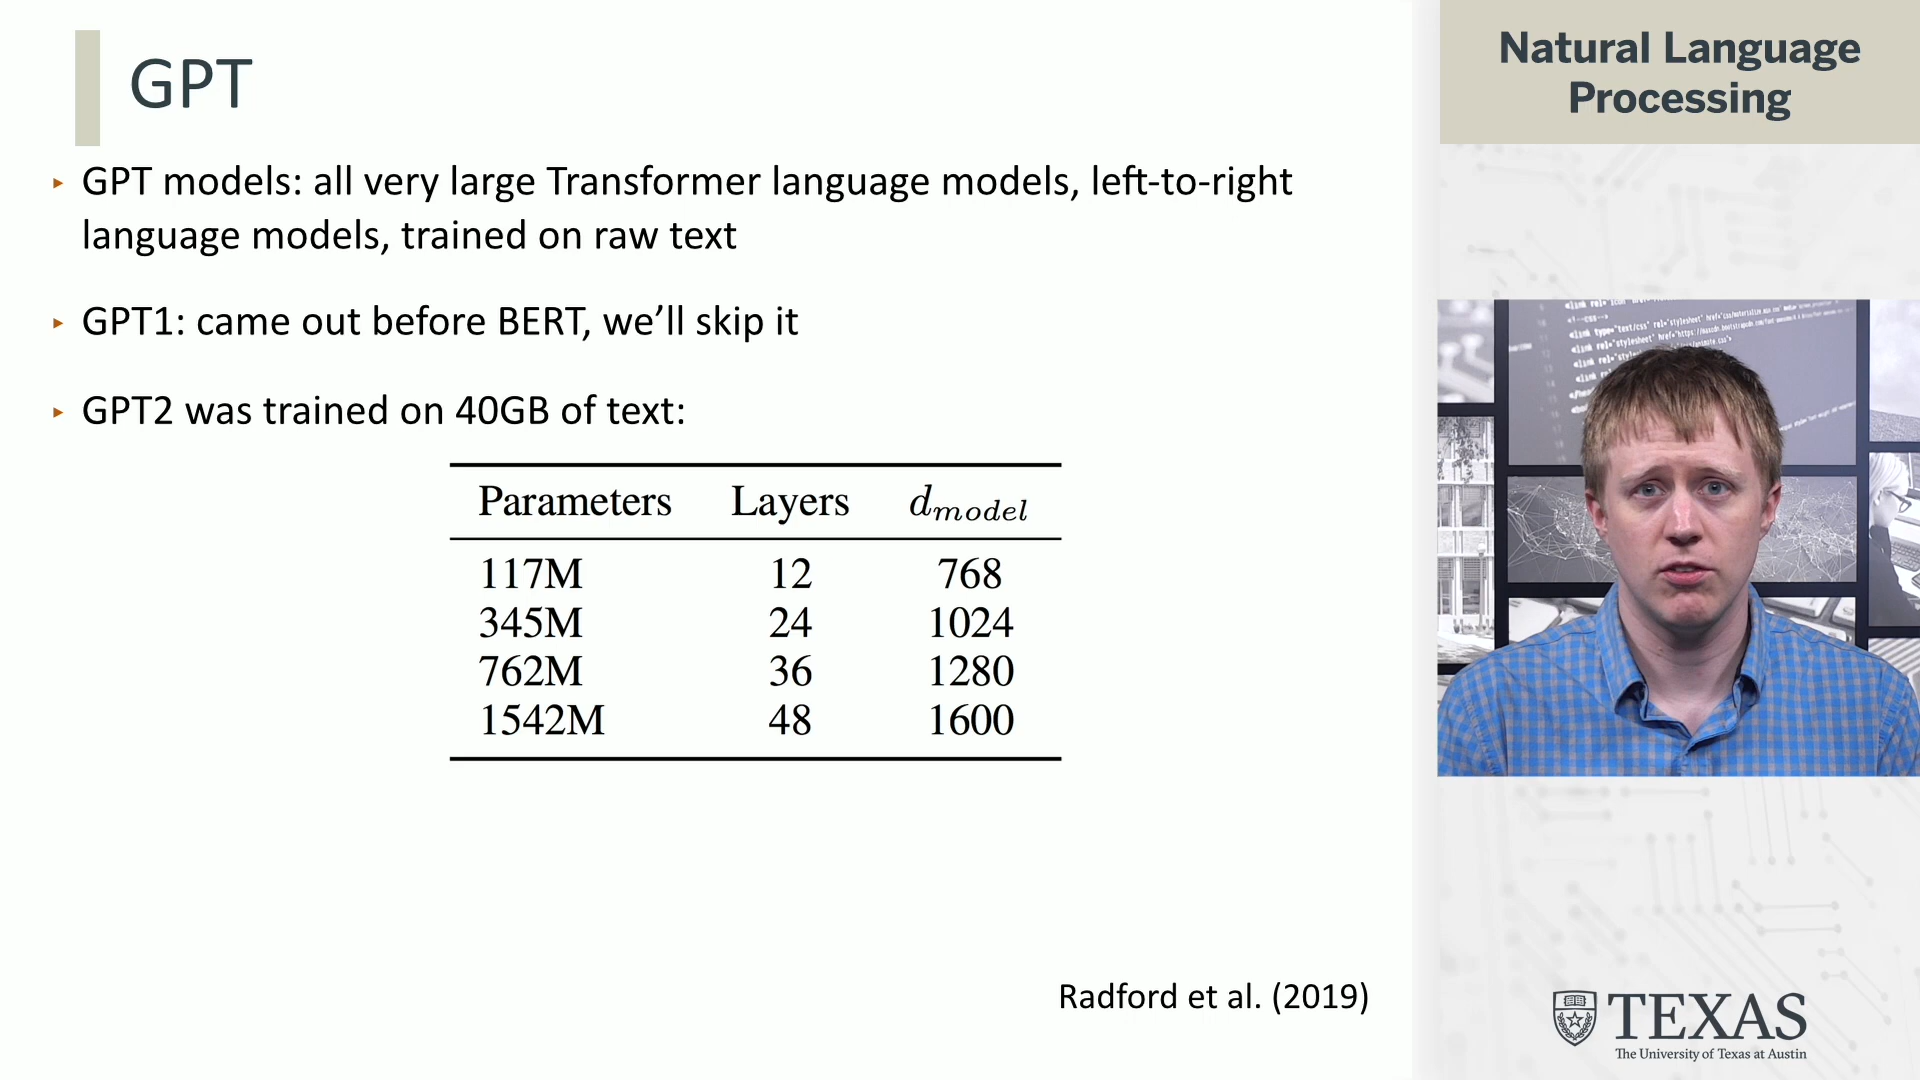 GPT
GPT models: all very large Transformer language models, left-to-right
language models, trained on raw text
GPT1: came out before BERT, we’ll skip it
GPT2 was trained on 40GB of text:
Parameters Layers d_model
117M 12 768
345M 24 1024
762M 36 1280
1542M 48 1600
Radford et al. (2019)
Natural Language
Processing
TEXAS
The University of Texas at Austin